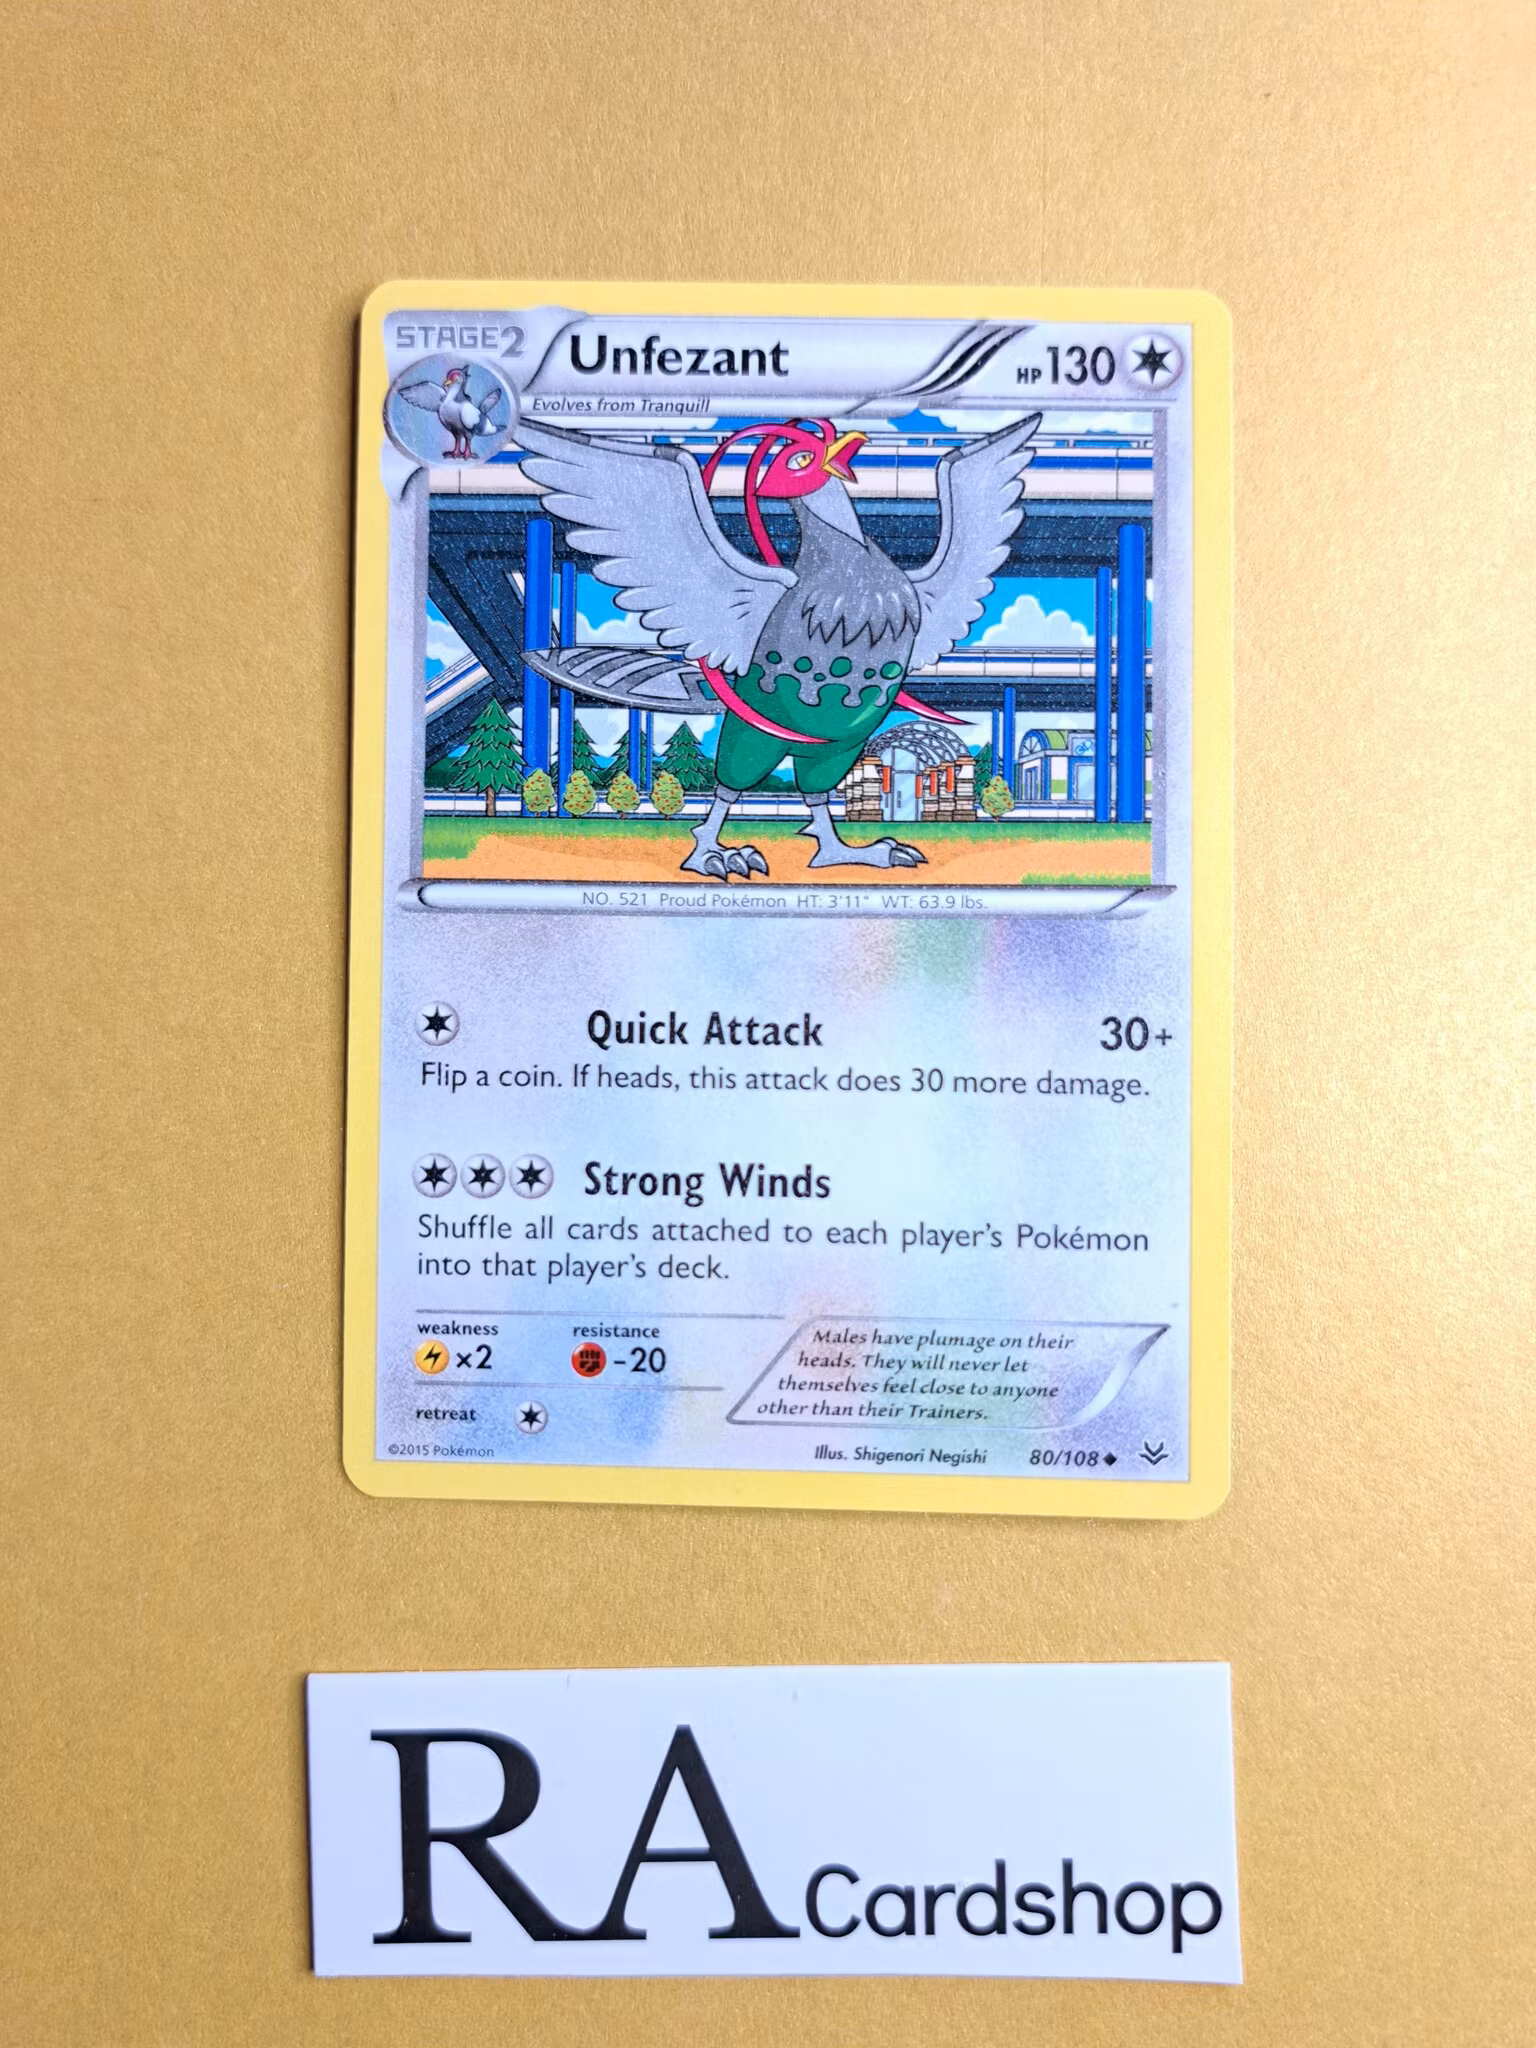 STAGE2
Unfezant
HP130
Evolves from Tranquill
NO. 521 Proud Pokémon HT: 3'11" WT: 63.9 lbs.
Quick Attack 30+
Flip a coin. If heads, this attack does 30 more damage.
Strong Winds
Shuffle all cards attached to each player's Pokémon
into that player's deck.
weakness
×2
resistance
-20
retreat
Males have plumage on their
heads. They will never let
themselves feel close to anyone
other than their Trainers.
©2015 Pokémon
Illus. Shigenori Negishi
80/108
RA Cardshop